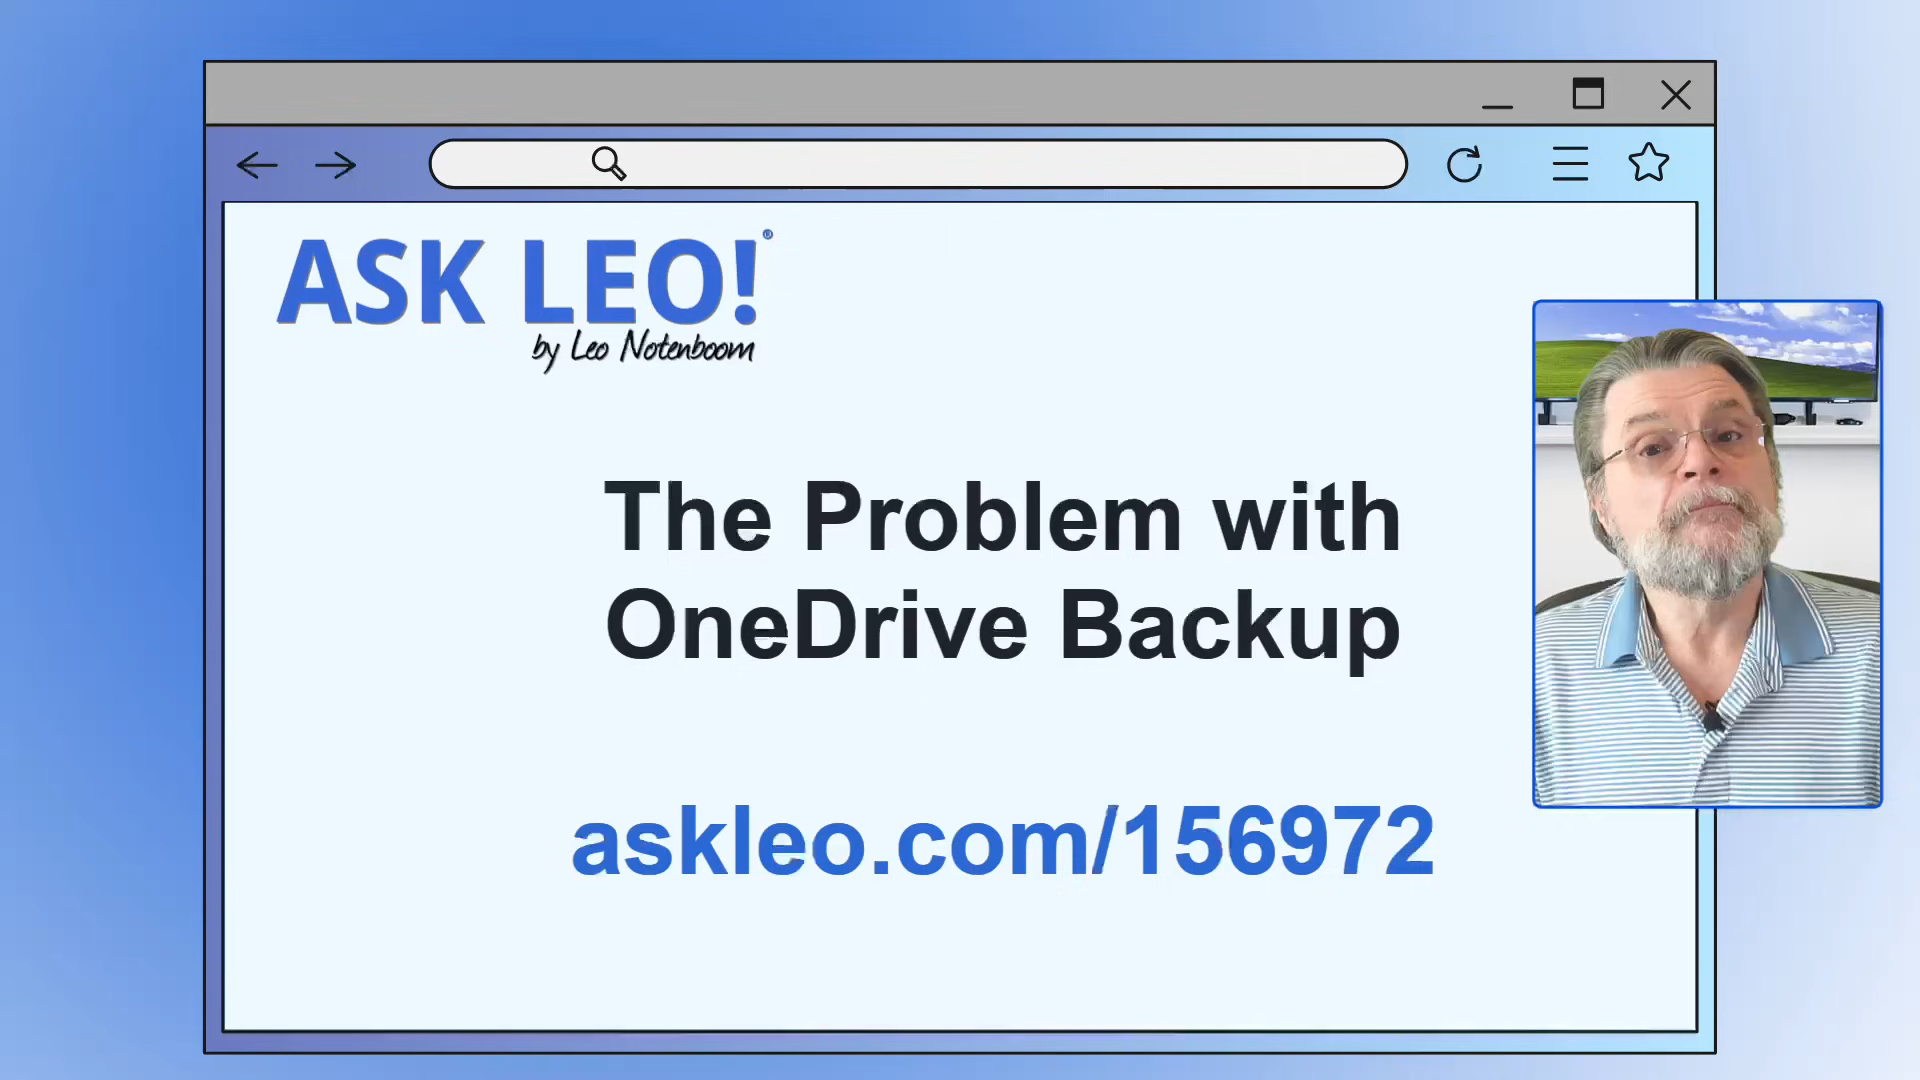 ASK LEO!®
by Leo Notenboom
The Problem with
OneDrive Backup
askleo.com/156972